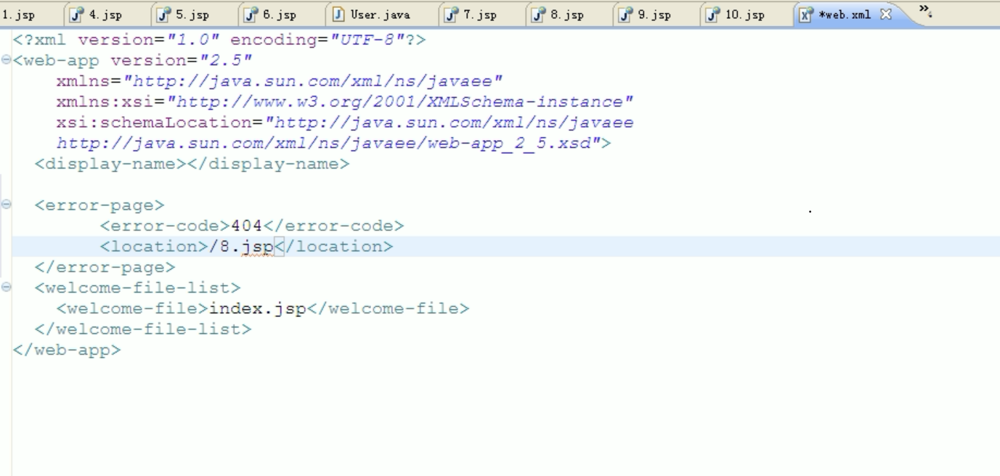 1.jsp 4.jsp 5.jsp 6.jsp User.java 7.jsp 8.jsp 9.jsp 10.jsp *web.xml »4
<?xml version="1.0" encoding="UTF-8"?>
<web-app version="2.5"
xmlns="http://java.sun.com/xml/ns/javaee"
xmlns:xsi="http://www.w3.org/2001/XMLSchema-instance"
xsi:schemaLocation="http://java.sun.com/xml/ns/javaee
http://java.sun.com/xml/ns/javaee/web-app_2_5.xsd">
<display-name></display-name>
<error-page>
<error-code>404</error-code>
<location>/8.jsp</location>
</error-page>
<welcome-file-list>
<welcome-file>index.jsp</welcome-file>
</welcome-file-list>
</web-app>